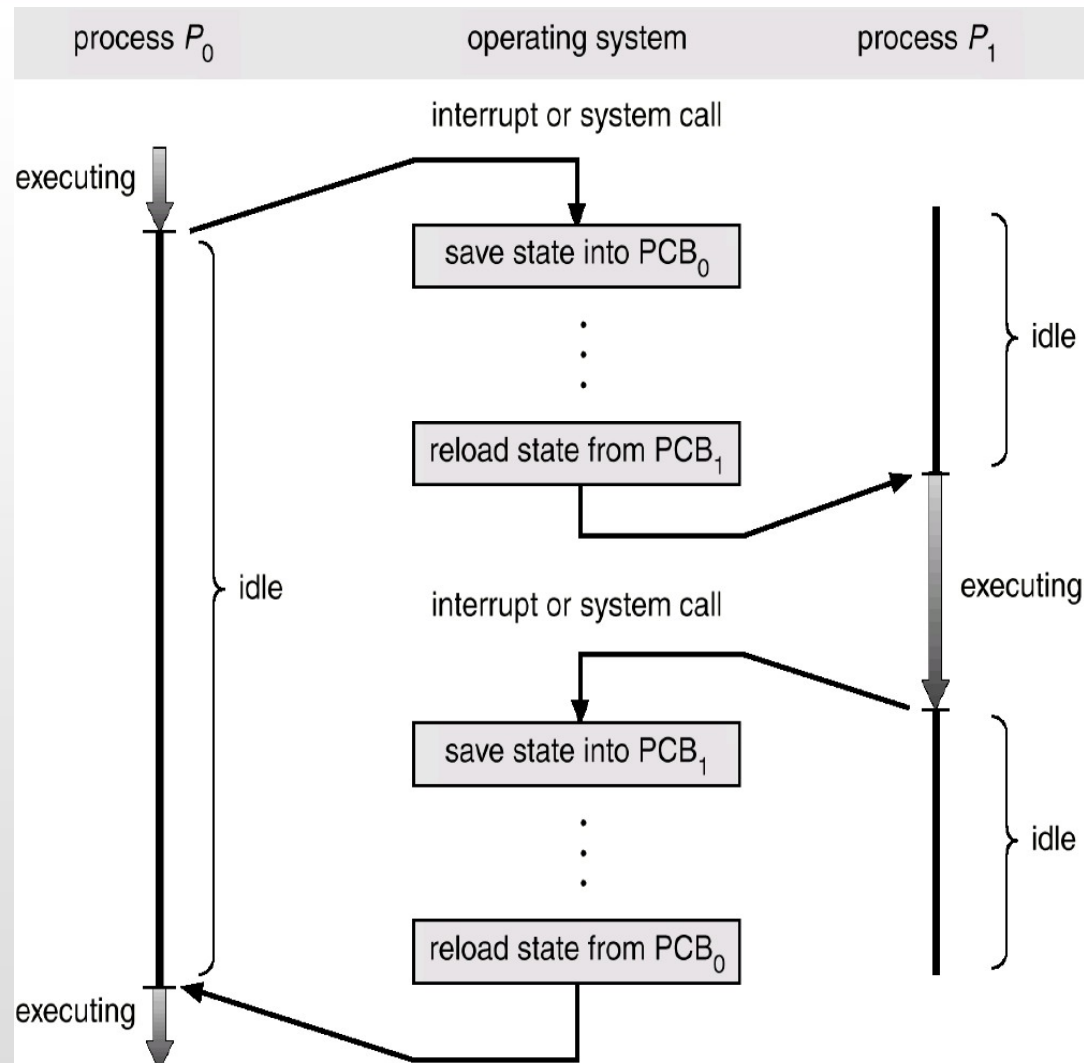 process P₀ operating system process P₁
interrupt or system call
executing
save state into PCB₀
idle
reload state from PCB₁
idle
executing
interrupt or system call
save state into PCB₁
idle
reload state from PCB₀
executing